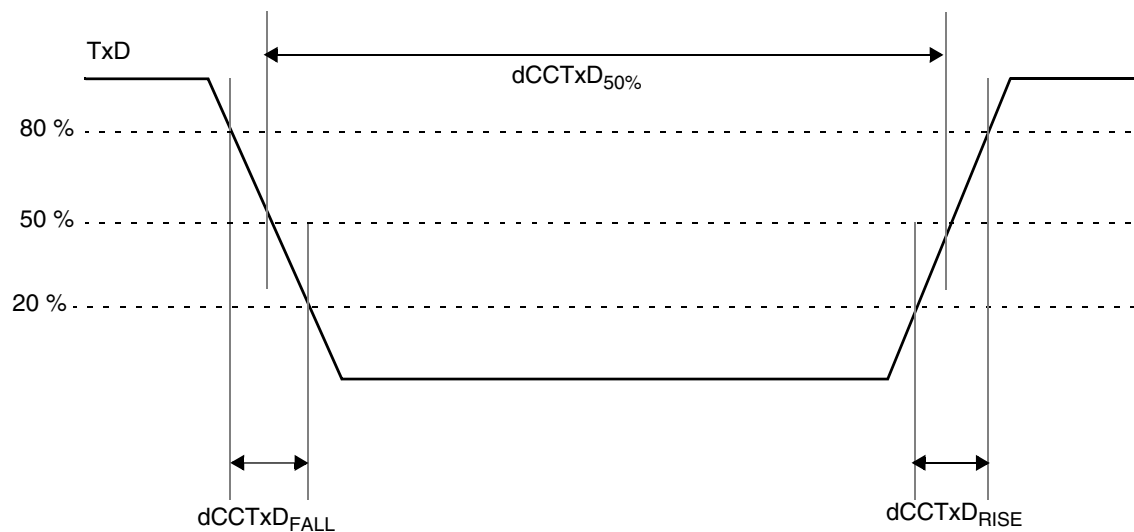 TxD
dCCTxD50%
80 %
50 %
20 %
dCCTxDFALL
dCCTxDRISE